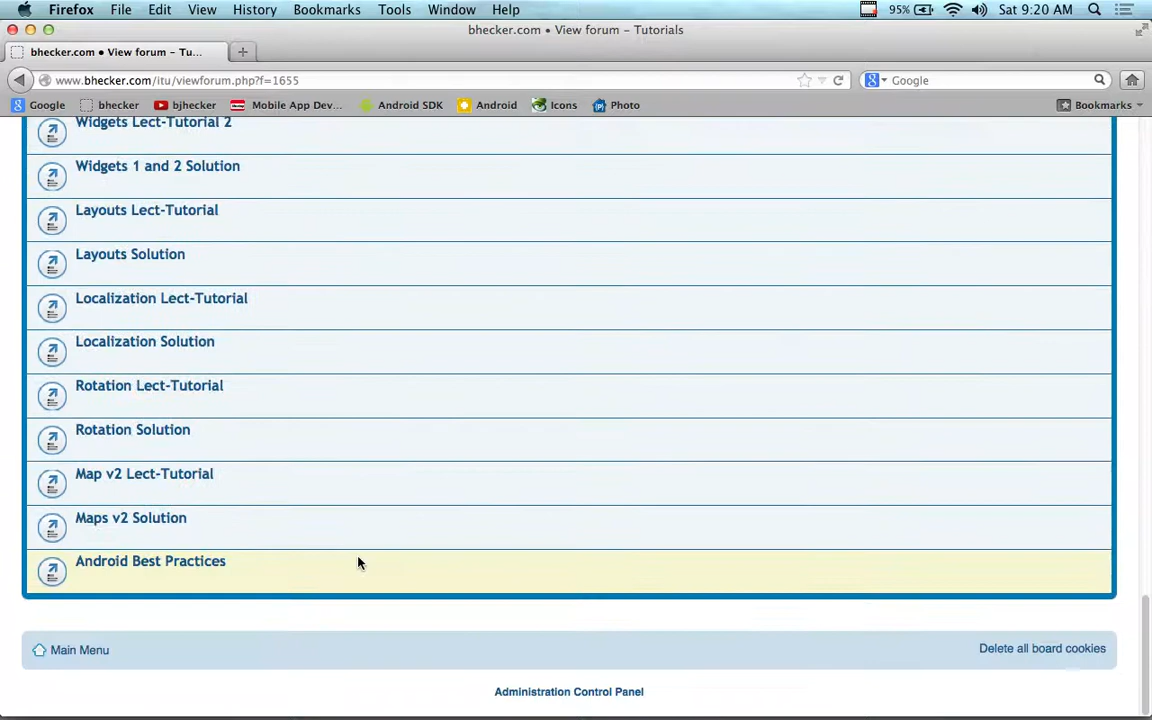 Firefox File Edit View History Bookmarks Tools Window Help 95% Sat 9:20 AM
bhecker.com • View forum – Tutorials
bhecker.com • View forum – Tu...
www.bhecker.com/itu/viewforum.php?f=1655 Google
Google bhecker bjhecker Mobile App Dev... Android SDK Android Icons Photo Bookmarks
Widgets Lect-Tutorial 2
Widgets 1 and 2 Solution
Layouts Lect-Tutorial
Layouts Solution
Localization Lect-Tutorial
Localization Solution
Rotation Lect-Tutorial
Rotation Solution
Map v2 Lect-Tutorial
Maps v2 Solution
Android Best Practices
Main Menu Delete all board cookies
Administration Control Panel